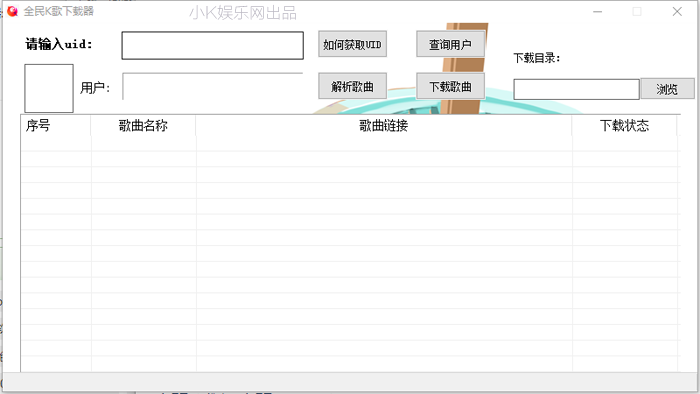 全民K歌下载器
小K娱乐网出品
请输入uid:
如何获取UID
查询用户
下载目录:
用户:
解析歌曲
下载歌曲
浏览
序号 歌曲名称 歌曲链接 下载状态